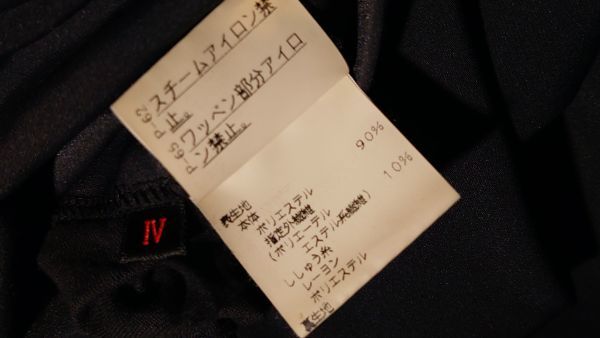 P-62
スチームアイロン禁
止。
P-65
ワッペン部分アイロ
ン禁止。
表生地
本体
ポリエステル 90%
指定外繊維 10%
(ポリエーテル
エステル系繊維)
ししゅう糸
レーヨン
ポリエステル
裏生地
IV